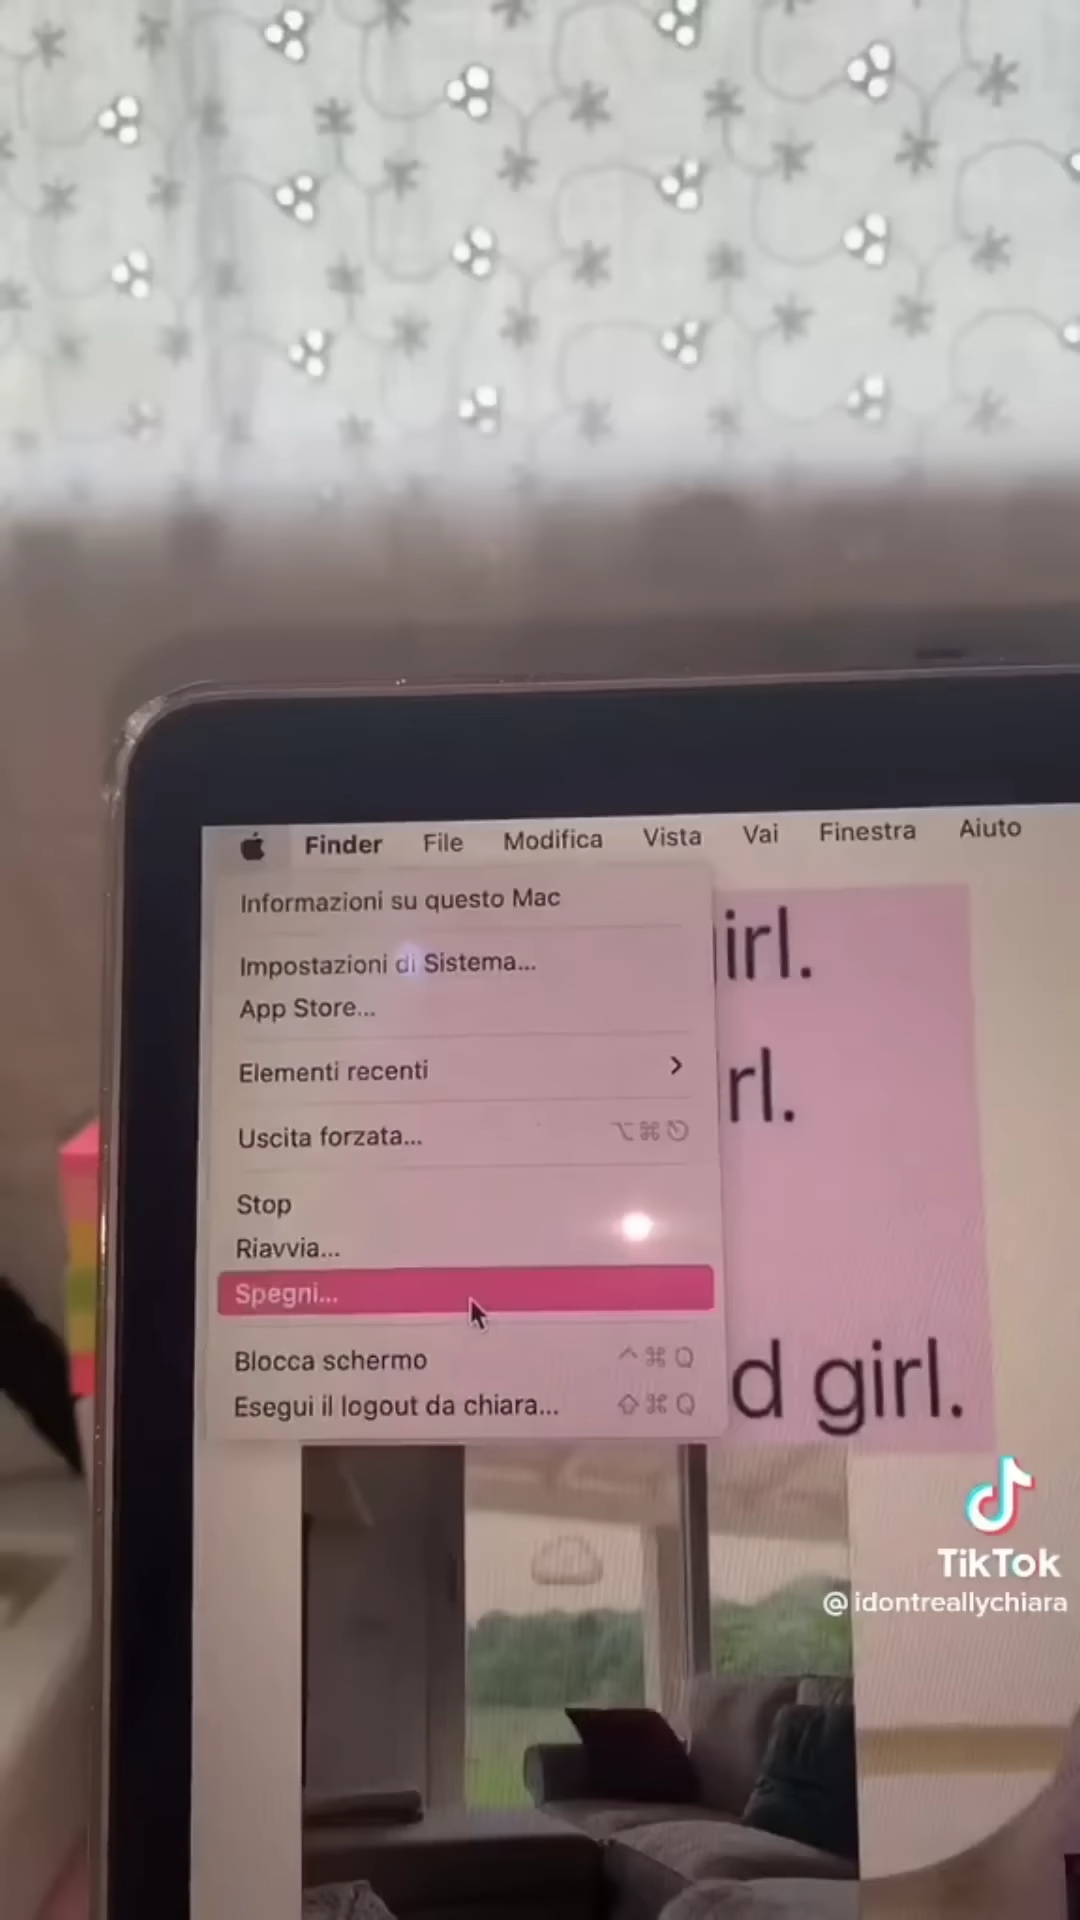 Finder File Modifica Vista Vai Finestra Aiuto
Informazioni su questo Mac
Impostazioni di Sistema...
App Store...
Elementi recenti
Uscita forzata... ⌥⌘⎋
Stop
Riavvia...
Spegni...
Blocca schermo ^⌘Q
Esegui il logout da chiara... ⇧⌘Q
irl.
rl.
d girl.
TikTok
@idontreallychiara